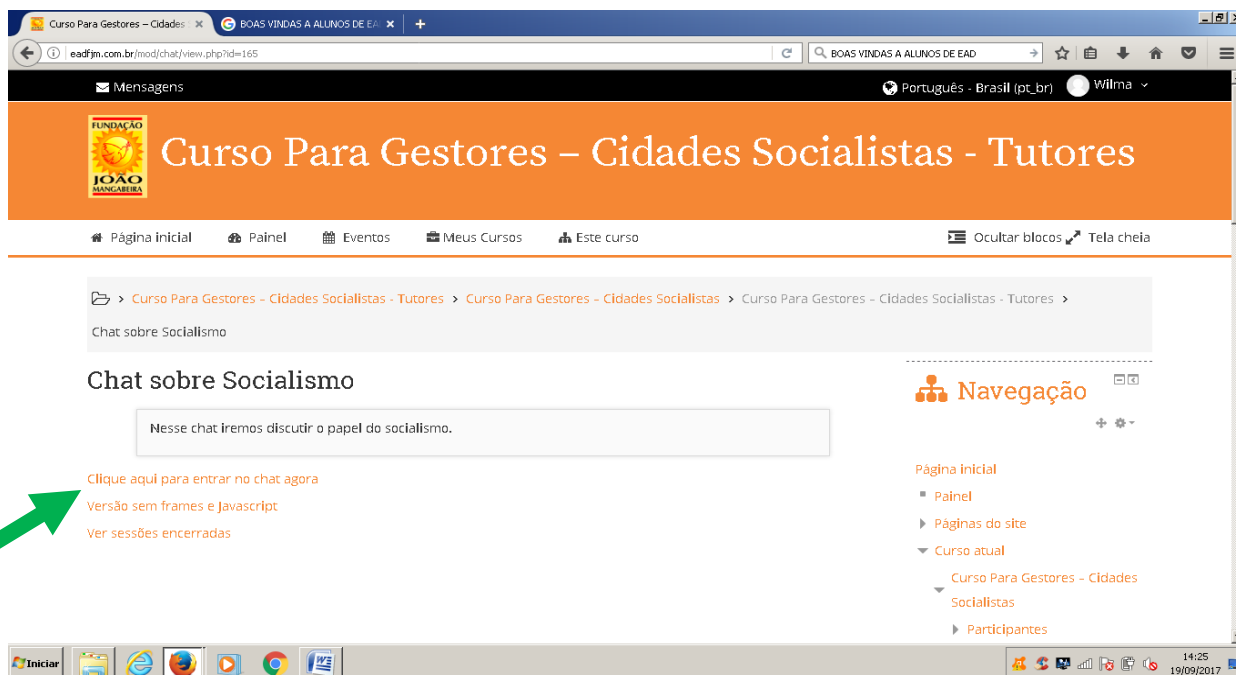 Curso Para Gestores – Cidades S
BOAS VINDAS A ALUNOS DE EA
eadfjm.com.br/mod/chat/view.php?id=165
BOAS VINDAS A ALUNOS DE EAD
Mensagens
Português - Brasil (pt_br)
Wilma
FUNDAÇÃO
JOÃO
MANGABEIRA
Curso Para Gestores – Cidades Socialistas - Tutores
Página inicial
Painel
Eventos
Meus Cursos
Este curso
Ocultar blocos
Tela cheia
Curso Para Gestores – Cidades Socialistas - Tutores > Curso Para Gestores – Cidades Socialistas > Curso Para Gestores – Cidades Socialistas - Tutores >
Chat sobre Socialismo
Chat sobre Socialismo
Nesse chat iremos discutir o papel do socialismo.
Clique aqui para entrar no chat agora
Versão sem frames e Javascript
Ver sessões encerradas
Navegação
Página inicial
Painel
Páginas do site
Curso atual
Curso Para Gestores – Cidades
Socialistas
Participantes
Iniciar
14:25
19/09/2017